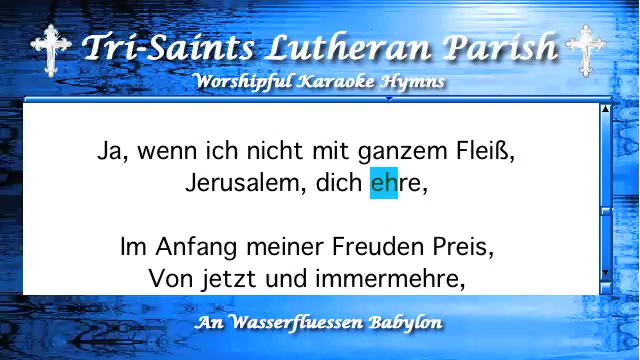 Tri-Saints Lutheran Parish
Worshipful Karaoke Hymns
Ja, wenn ich nicht mit ganzem Fleiß,
Jerusalem, dich ehre,
Im Anfang meiner Freuden Preis,
Von jetzt und immermehre,
An Wasserfluessen Babylon